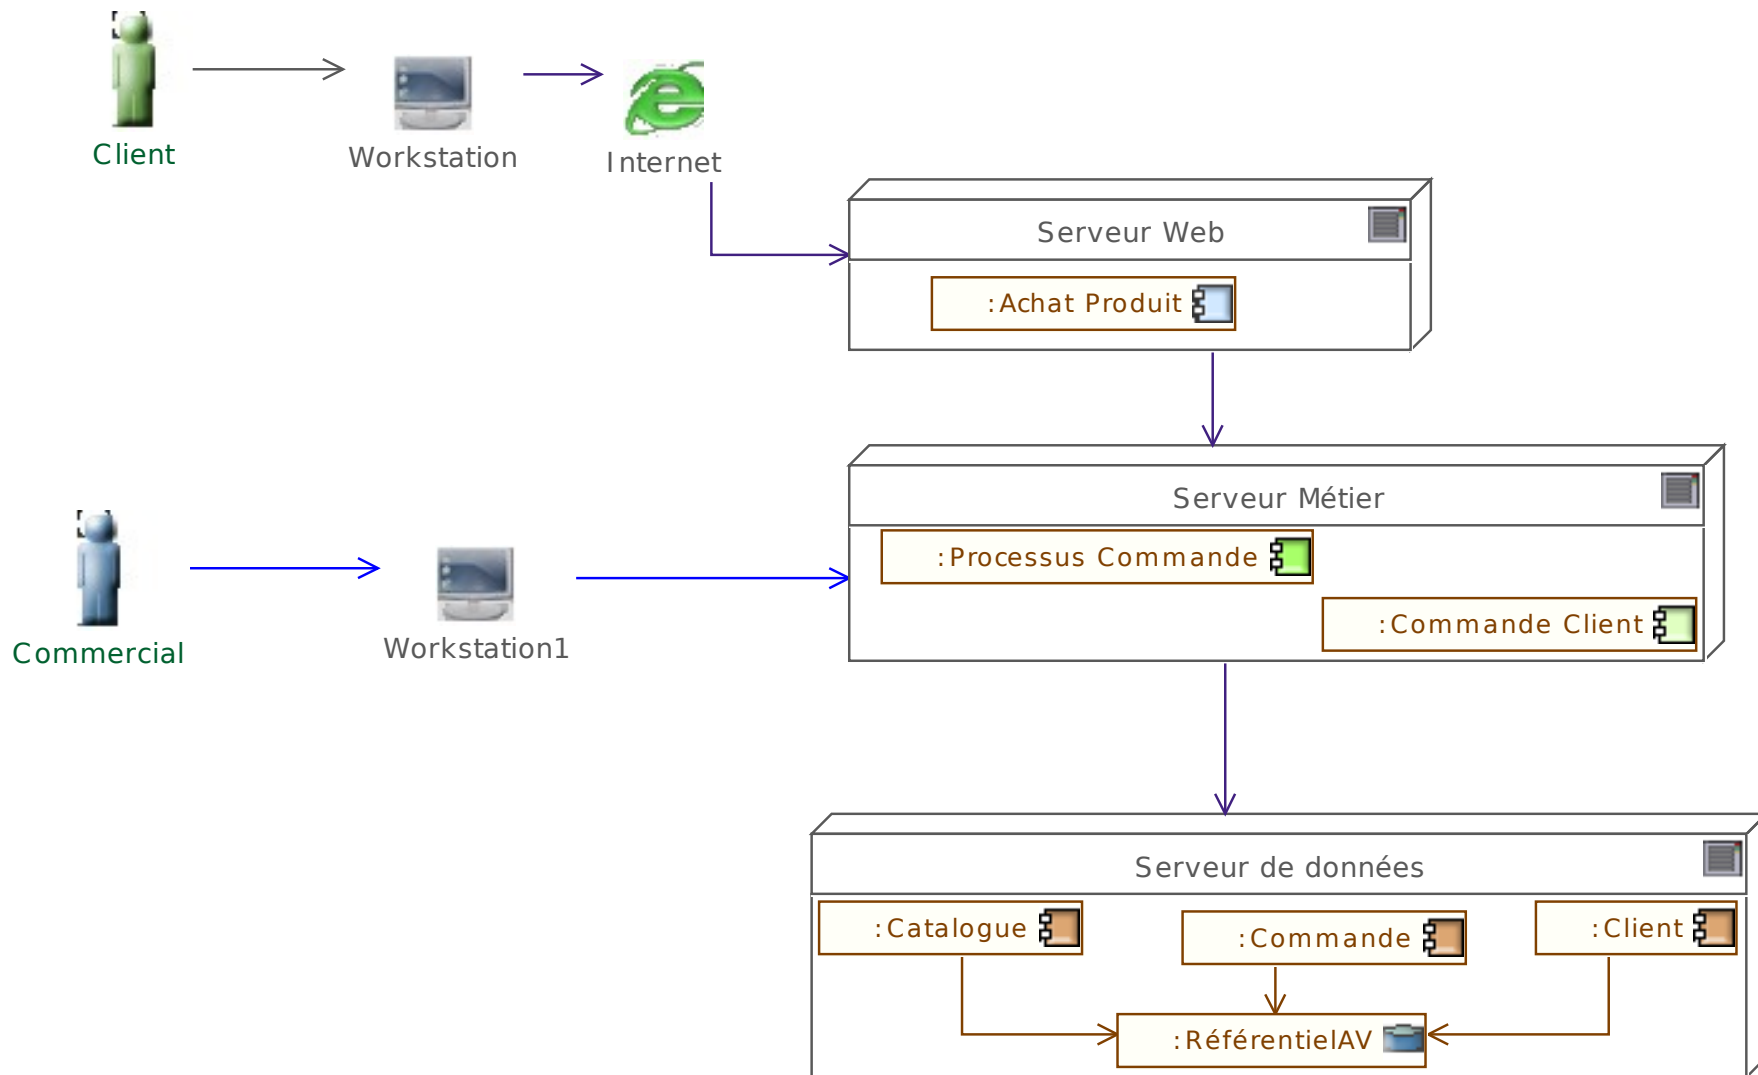 Client
Workstation
Internet
Serveur Web
:Achat Produit
Serveur Métier
:Processus Commande
:Commande Client
Commercial
Workstation1
Serveur de données
:Catalogue
:Commande
:Client
:RéférentielAV